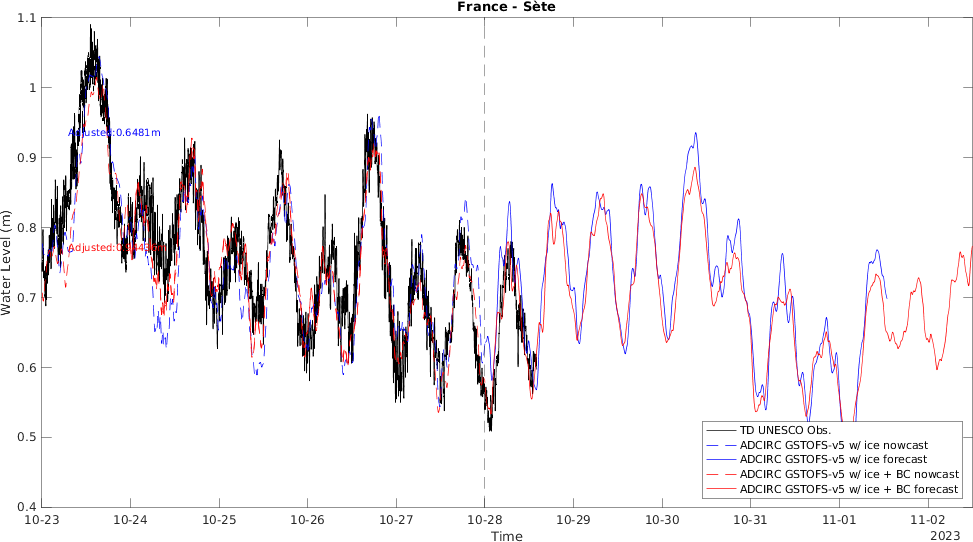 France - Sète
Water Level (m)
1.1
1
0.9
0.8
0.7
0.6
0.5
0.4
Adjusted:0.6481m
TD UNESCO Obs.
ADCIRC GSTOFS-v5 w/ ice nowcast
ADCIRC GSTOFS-v5 w/ ice forecast
ADCIRC GSTOFS-v5 w/ ice + BC nowcast
ADCIRC GSTOFS-v5 w/ ice + BC forecast
10-23 10-24 10-25 10-26 10-27 10-28 10-29 10-30 10-31 11-01 11-02
Time
2023